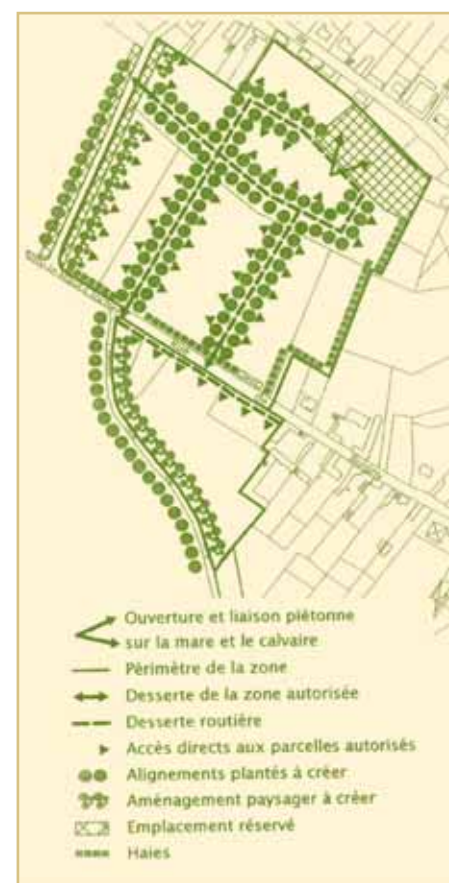 Ouverture et liaison piétonne
sur la mare et le calvaire
Périmètre de la zone
Desserte de la zone autorisée
Desserte routière
Accès directs aux parcelles autorisés
Alignements plantés à créer
Aménagement paysager à créer
Emplacement réservé
Haies